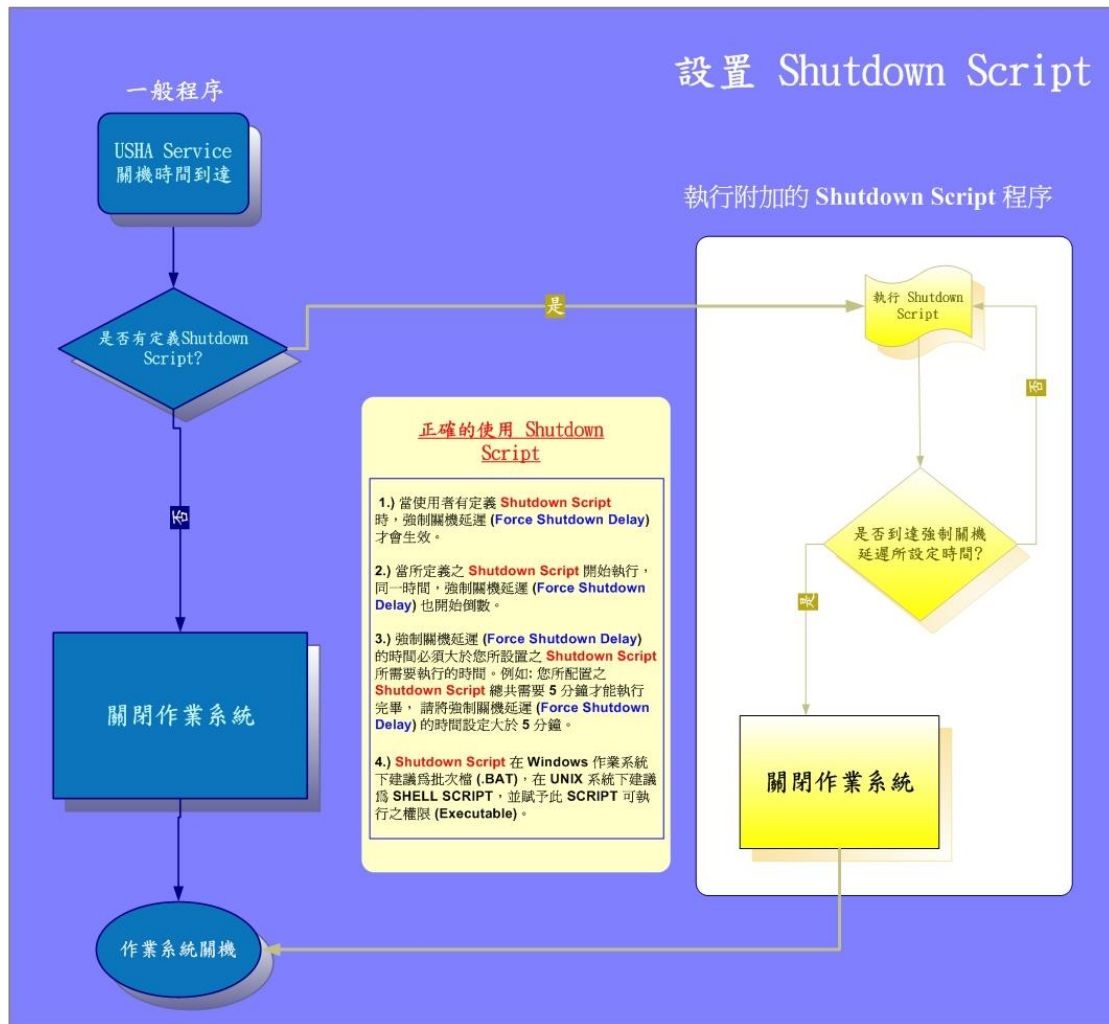 設置 Shutdown Script
一般程序
USHA Service
關機時間到達
是否有定義Shutdown
Script?
是
否
關閉作業系統
作業系統關機
正確的使用 Shutdown
Script
1.) 當使用者有定義 Shutdown Script
時，強制關機延遲 (Force Shutdown Delay)
才會生效。
2.) 當所定義之 Shutdown Script 開始執行，
同一時間，強制關機延遲 (Force Shutdown
Delay) 也開始倒數。
3.) 強制關機延遲 (Force Shutdown Delay)
的時間必須大於您所設置之 Shutdown Script
所需要執行的時間。例如: 您所配置之
Shutdown Script 總共需要 5 分鐘才能執行
完畢， 請將強制關機延遲 (Force Shutdown
Delay) 的時間設定大於 5 分鐘。
4.) Shutdown Script 在 Windows 作業系統
下建議爲批次檔 (.BAT)，在 UNIX 系統下建議
爲 SHELL SCRIPT，並賦予此 SCRIPT 可執
行之權限 (Executable)。
執行附加的 Shutdown Script 程序
執行 Shutdown
Script
否
是否到達強制關機
延遲所設定時間?
是
關閉作業系統